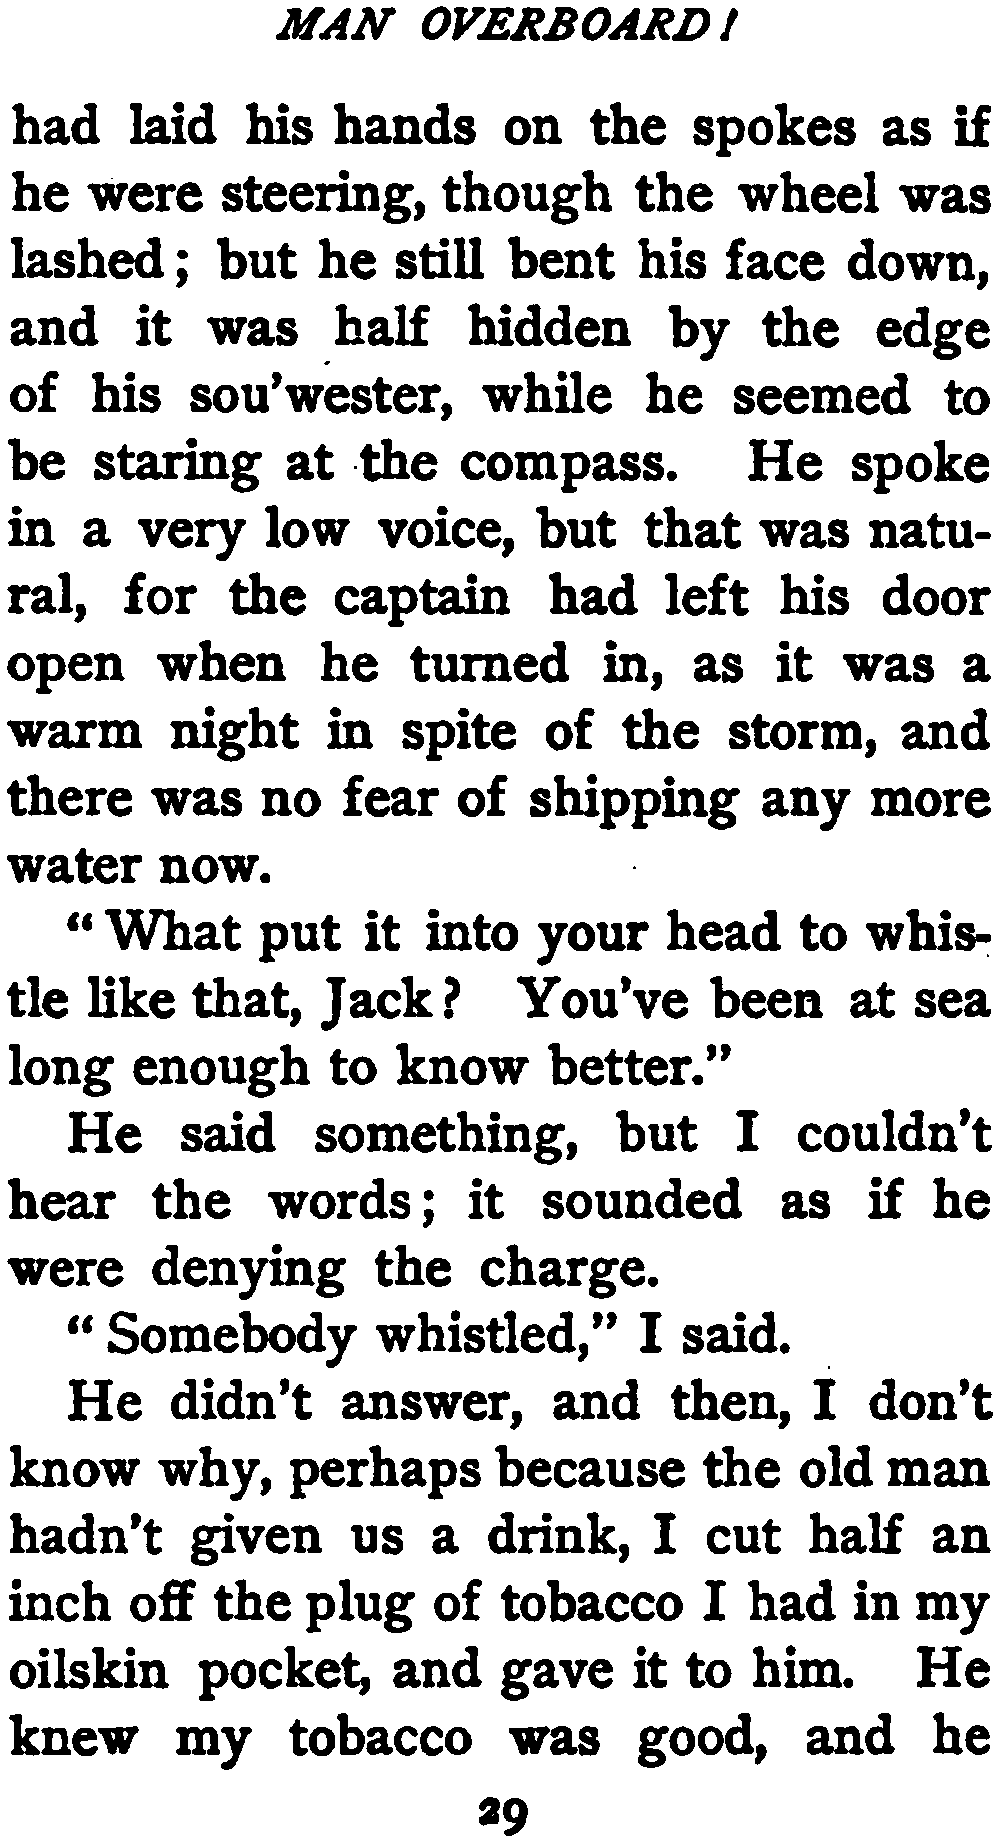 MAN OVERBOARD!
had laid his hands on the spokes as if
he were steering, though the wheel was
lashed; but he still bent his face down,
and it was half hidden by the edge
of his sou'wester, while he seemed to
be staring at the compass. He spoke
in a very low voice, but that was natu-
ral, for the captain had left his door
open when he turned in, as it was a
warm night in spite of the storm, and
there was no fear of shipping any more
water now.
"What put it into your head to whis-
tle like that, Jack? You've been at sea
long enough to know better."
He said something, but I couldn't
hear the words; it sounded as if he
were denying the charge.
"Somebody whistled," I said.
He didn't answer, and then, I don't
know why, perhaps because the old man
hadn't given us a drink, I cut half an
inch off the plug of tobacco I had in my
oilskin pocket, and gave it to him. He
knew my tobacco was good, and he
29